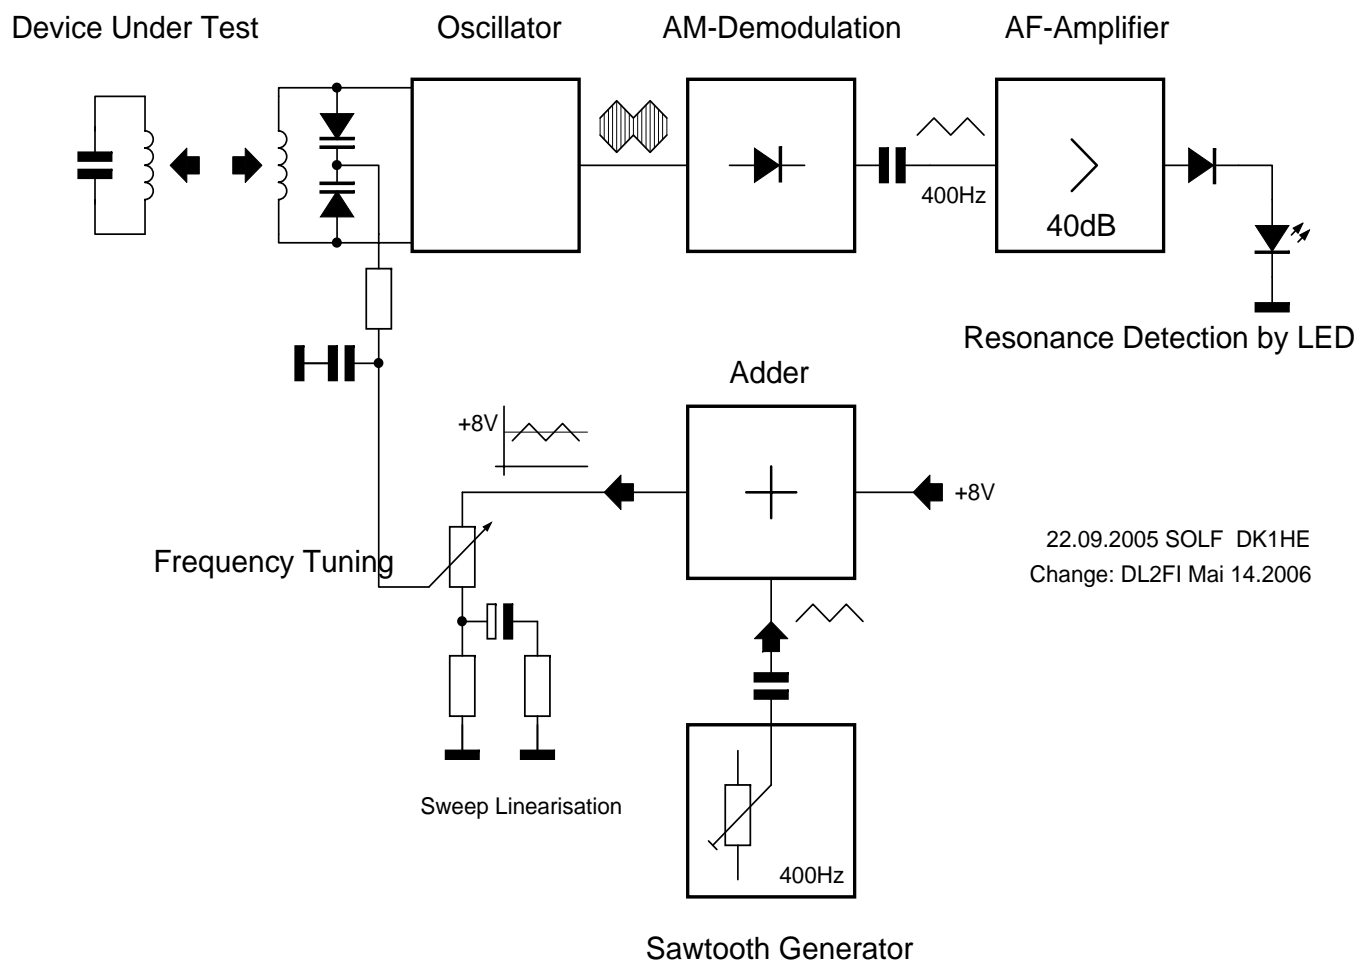 Device Under Test
Oscillator
AM-Demodulation
AF-Amplifier
400Hz
40dB
Resonance Detection by LED
Adder
+8V
+8V
Frequency Tuning
22.09.2005 SOLF DK1HE
Change: DL2FI Mai 14.2006
Sweep Linearisation
400Hz
Sawtooth Generator